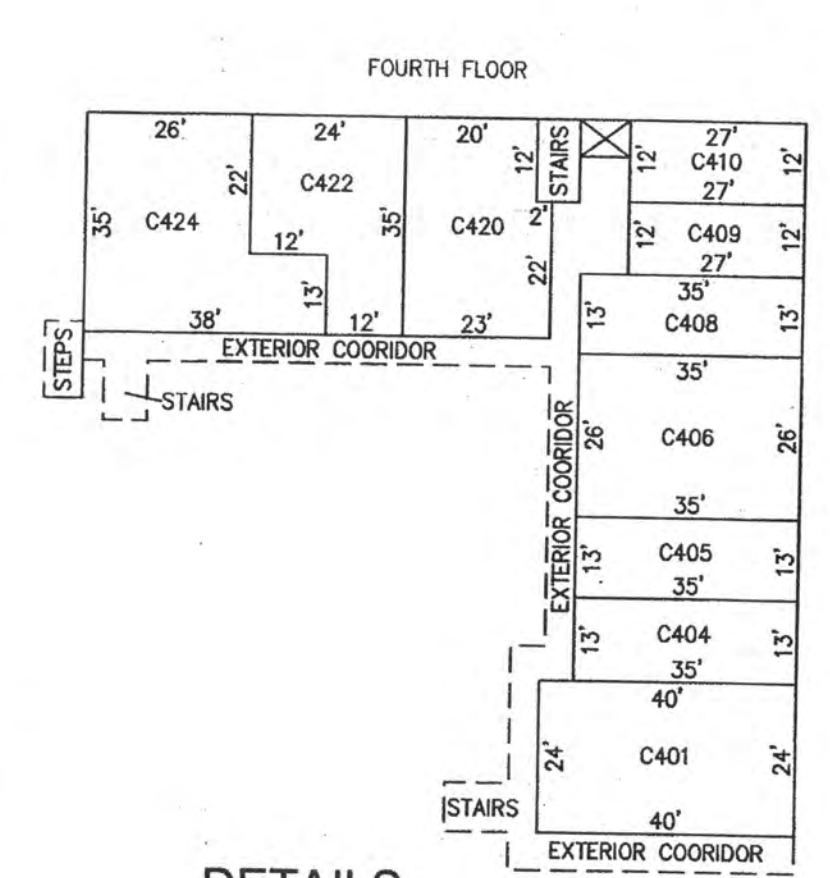 FOURTH FLOOR
26'
24'
20'
27'
22'
C422
12'
STAIRS
12'
C410
12'
27'
35'
C424
35'
C420
2'
12'
C409
12'
12'
22'
27'
13'
35'
38'
12'
23'
13'
C408
13'
EXTERIOR COORIDOR
STEPS
35'
STAIRS
EXTERIOR COORIDOR
26'
C406
26'
35'
13'
C405
13'
35'
13'
C404
13'
35'
40'
24'
C401
24'
STAIRS
40'
EXTERIOR COORIDOR
DETAILS